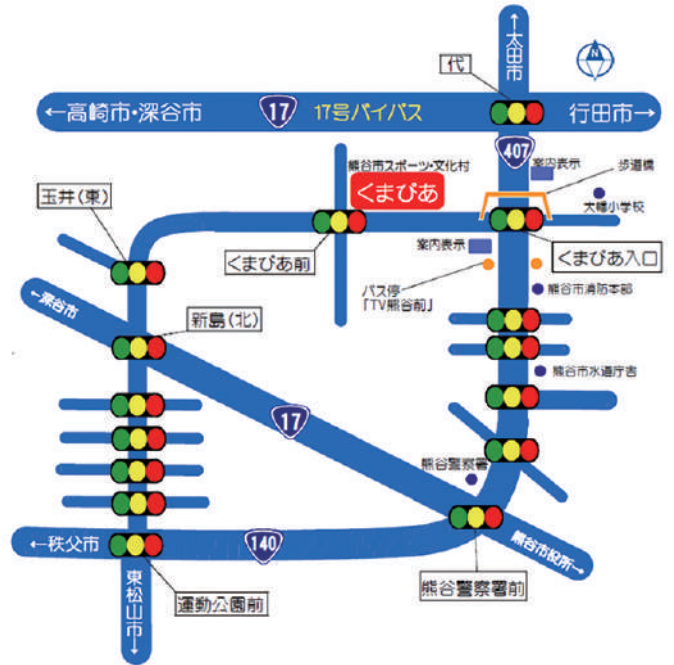 太田市→
N
代
←高崎市・深谷市
17
17号バイパス
行田市→
407
熊谷市スポーツ・文化村
くまぴあ
案内表示
歩道橋
大幡小学校
玉井(東)
くまぴあ前
くまぴあ入口
案内表示
バス停
「TV熊谷前」
熊谷市消防本部
←深谷市
新島(北)
熊谷市水道庁舎
17
熊谷警察署
←秩父市
140
熊谷市役所→
東松山市→
運動公園前
熊谷警察署前